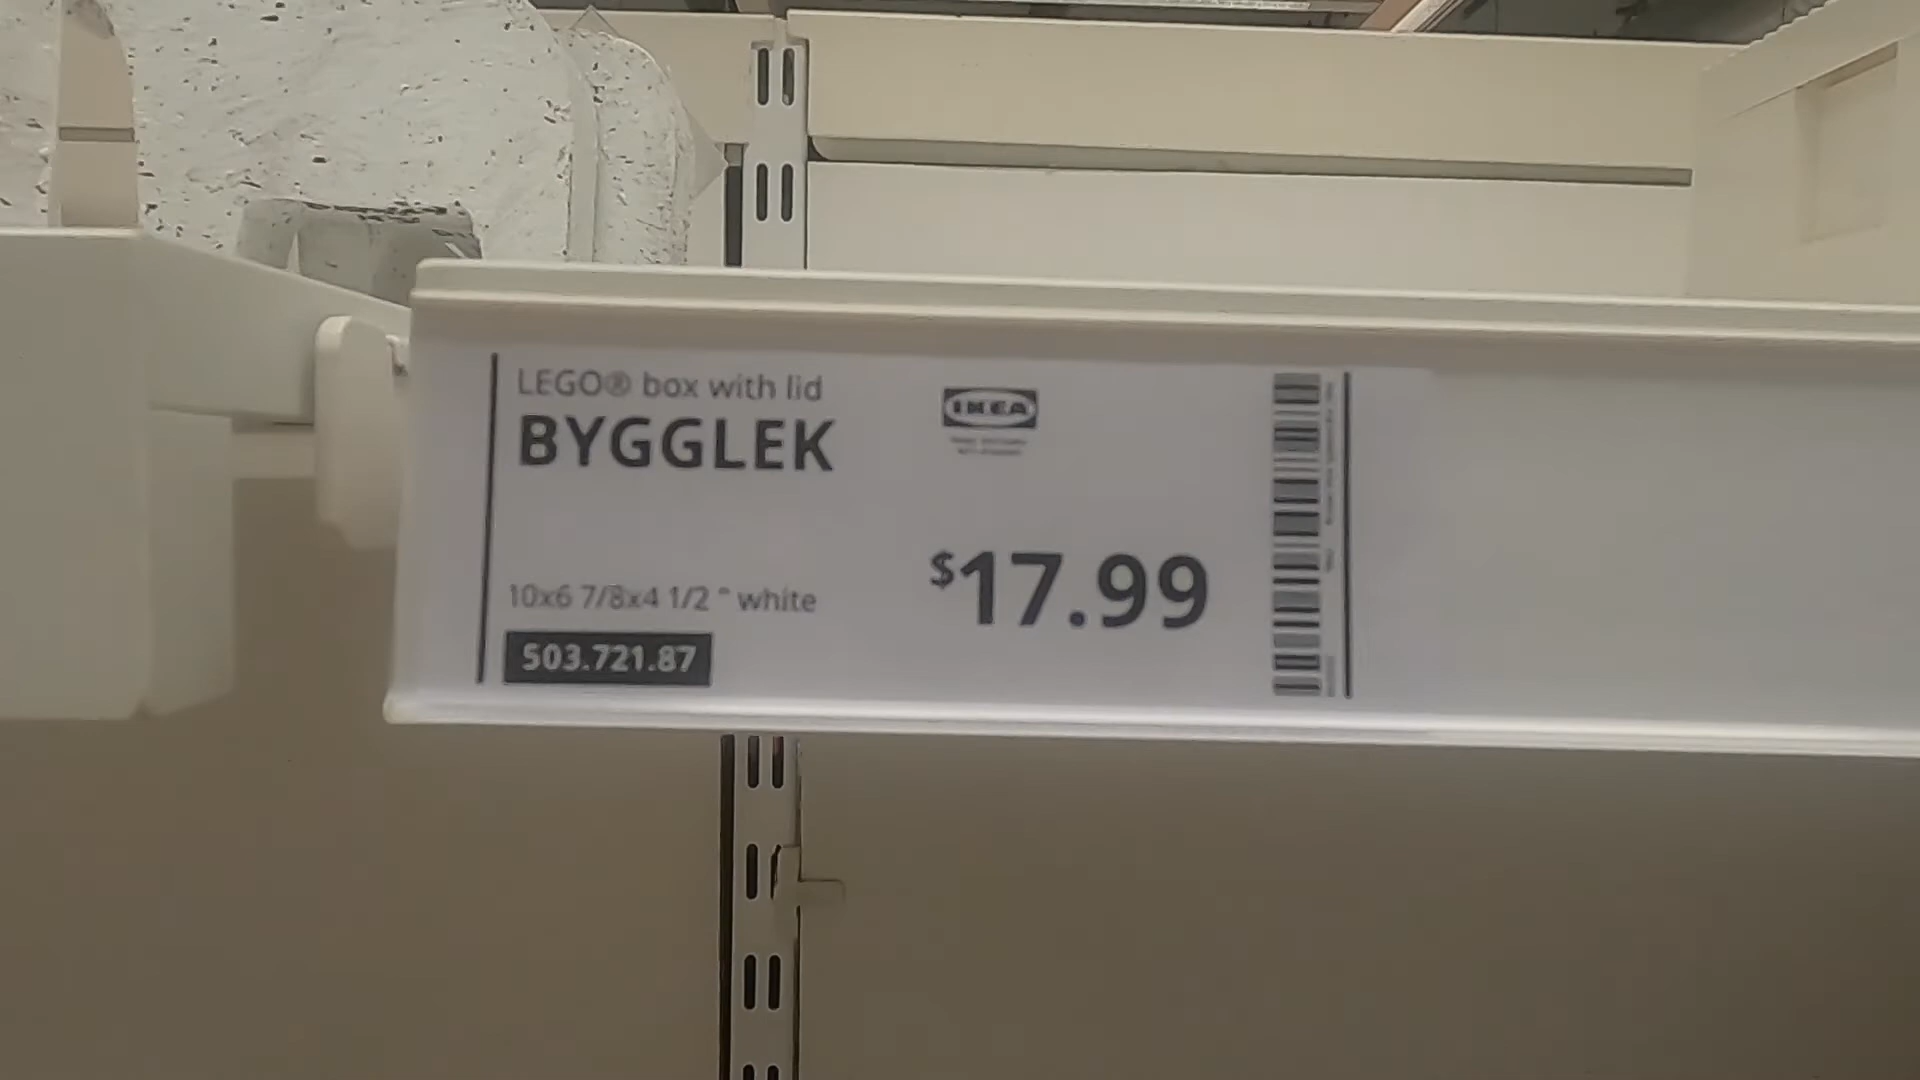 LEGO® box with lid
BYGGLEK
IKEA
$17.99
10x6 7/8x4 1/2 " white
503.721.87